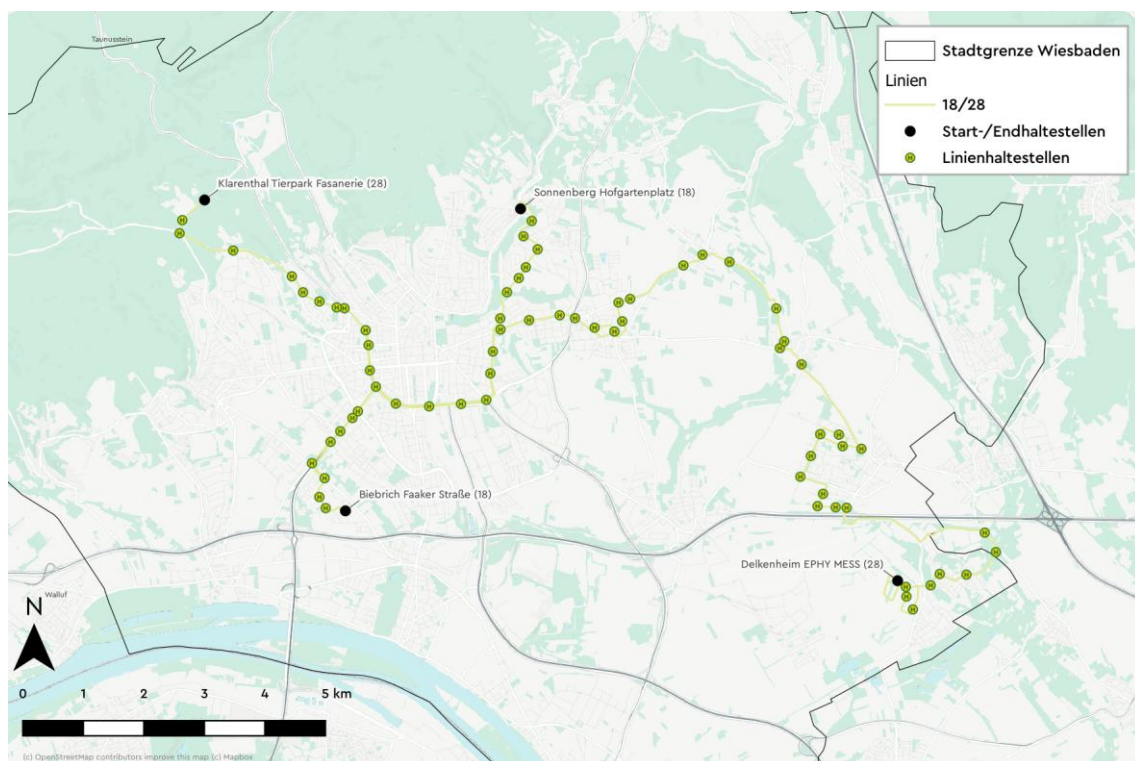 Taunusstein
Stadtgrenze Wiesbaden
Linien
18/28
Start-/Endhaltestellen
Linienhaltestellen
Klarenthal Tierpark Fasanerie (28)
Sonnenberg Hofgartenplatz (18)
Biebrich Faaker Straße (18)
Delkenheim EPHY MESS (28)
Walluf
N
0 1 2 3 4 5 km
(c) OpenStreetMap contributors improve this map (c) Mapbox